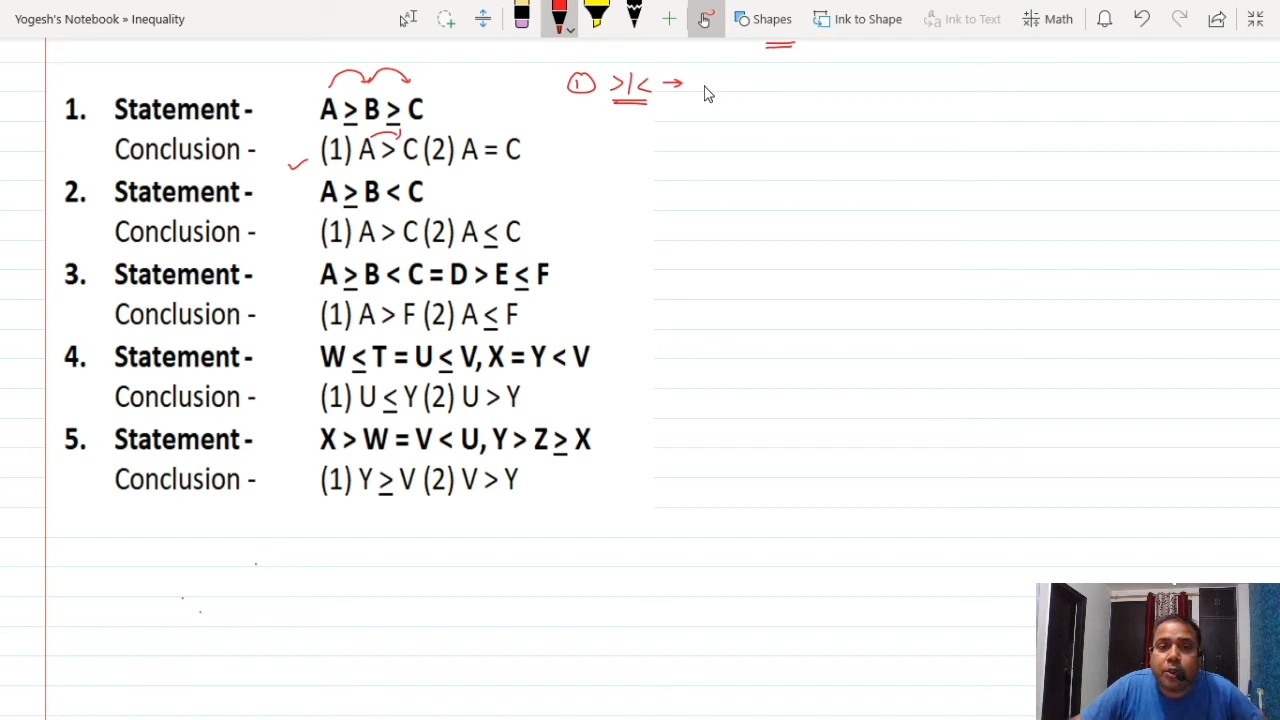 Yogesh's Notebook » Inequality
Shapes Ink to Shape Ink to Text Math
① >|< →
1. Statement - A ≥ B ≥ C
Conclusion - (1) A > C (2) A = C
2. Statement - A ≥ B < C
Conclusion - (1) A > C (2) A ≤ C
3. Statement - A ≥ B < C = D > E ≤ F
Conclusion - (1) A > F (2) A ≤ F
4. Statement - W ≤ T = U ≤ V, X = Y < V
Conclusion - (1) U ≤ Y (2) U > Y
5. Statement - X > W = V < U, Y > Z ≥ X
Conclusion - (1) Y ≥ V (2) V > Y